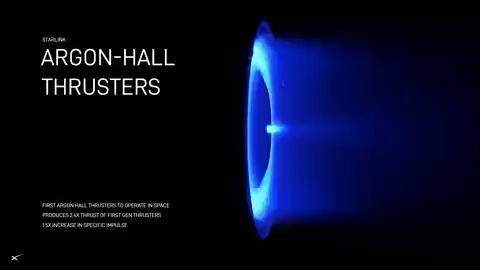 STARLINK
ARGON-HALL
THRUSTERS
FIRST ARGON HALL THRUSTERS TO OPERATE IN SPACE
PRODUCES 2.4X THRUST OF FIRST GEN THRUSTERS
1.5X INCREASE IN SPECIFIC IMPULSE